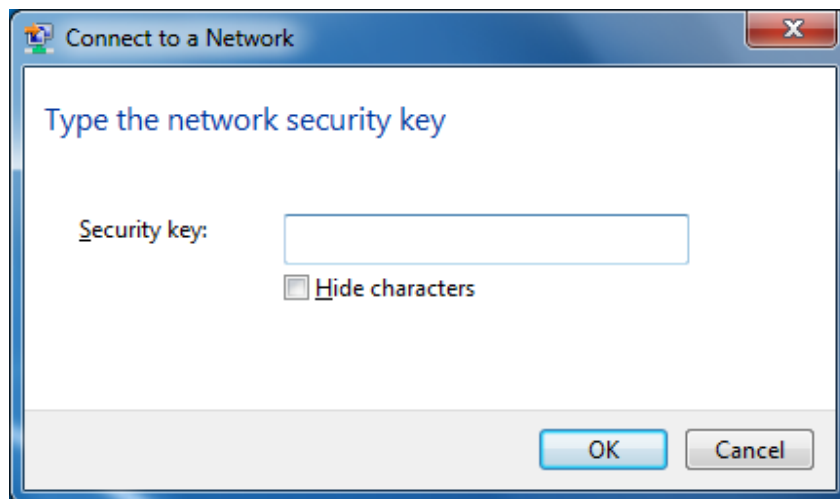 Connect to a Network
Type the network security key
Security key:
Hide characters
OK Cancel